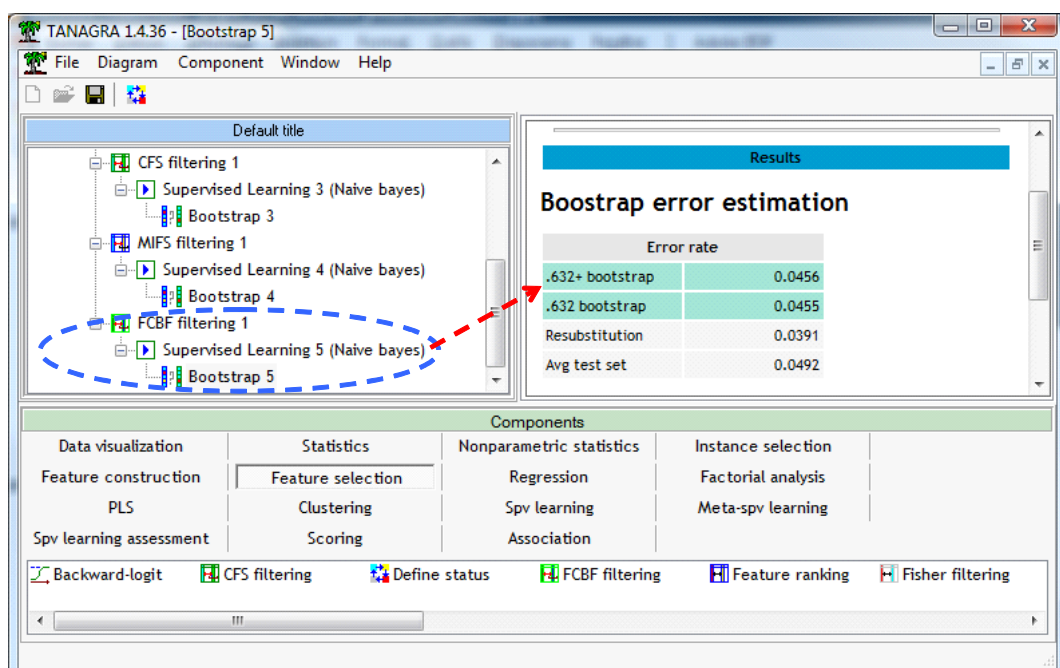 TANAGRA 1.4.36 - [Bootstrap 5]
File Diagram Component Window Help
Default title
CFS filtering 1
Supervised Learning 3 (Naive bayes)
Bootstrap 3
MIFS filtering 1
Supervised Learning 4 (Naive bayes)
Bootstrap 4
FCBF filtering 1
Supervised Learning 5 (Naive bayes)
Bootstrap 5
Results
Boostrap error estimation
Error rate
.632+ bootstrap 0.0456
.632 bootstrap 0.0455
Resubstitution 0.0391
Avg test set 0.0492
Components
Data visualization Statistics Nonparametric statistics Instance selection
Feature construction Feature selection Regression Factorial analysis
PLS Clustering Spv learning Meta-spv learning
Spv learning assessment Scoring Association
Backward-logit CFS filtering Define status FCBF filtering Feature ranking Fisher filtering